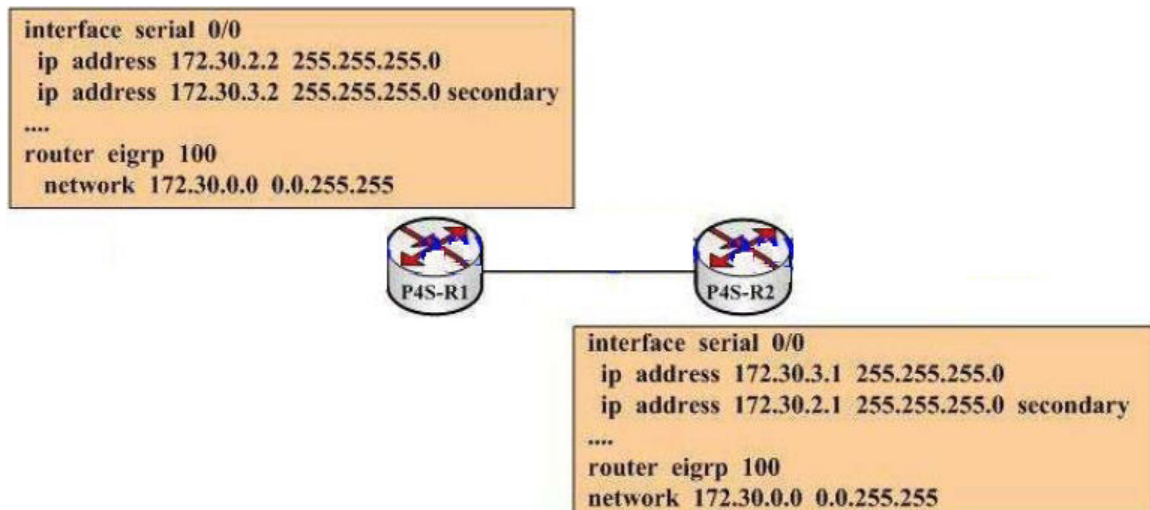 interface serial 0/0
ip address 172.30.2.2 255.255.255.0
ip address 172.30.3.2 255.255.255.0 secondary
....
router eigrp 100
network 172.30.0.0 0.0.255.255
P4S-R1
P4S-R2
interface serial 0/0
ip address 172.30.3.1 255.255.255.0
ip address 172.30.2.1 255.255.255.0 secondary
....
router eigrp 100
network 172.30.0.0 0.0.255.255